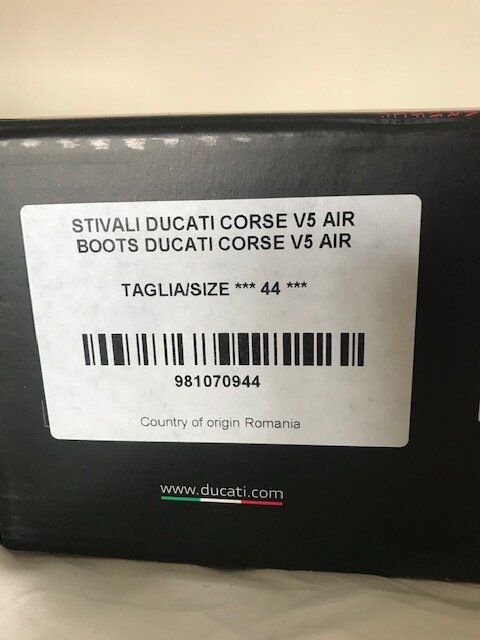 STIVALI DUCATI CORSE V5 AIR
BOOTS DUCATI CORSE V5 AIR
TAGLIA/SIZE *** 44 ***
981070944
Country of origin Romania
www.ducati.com